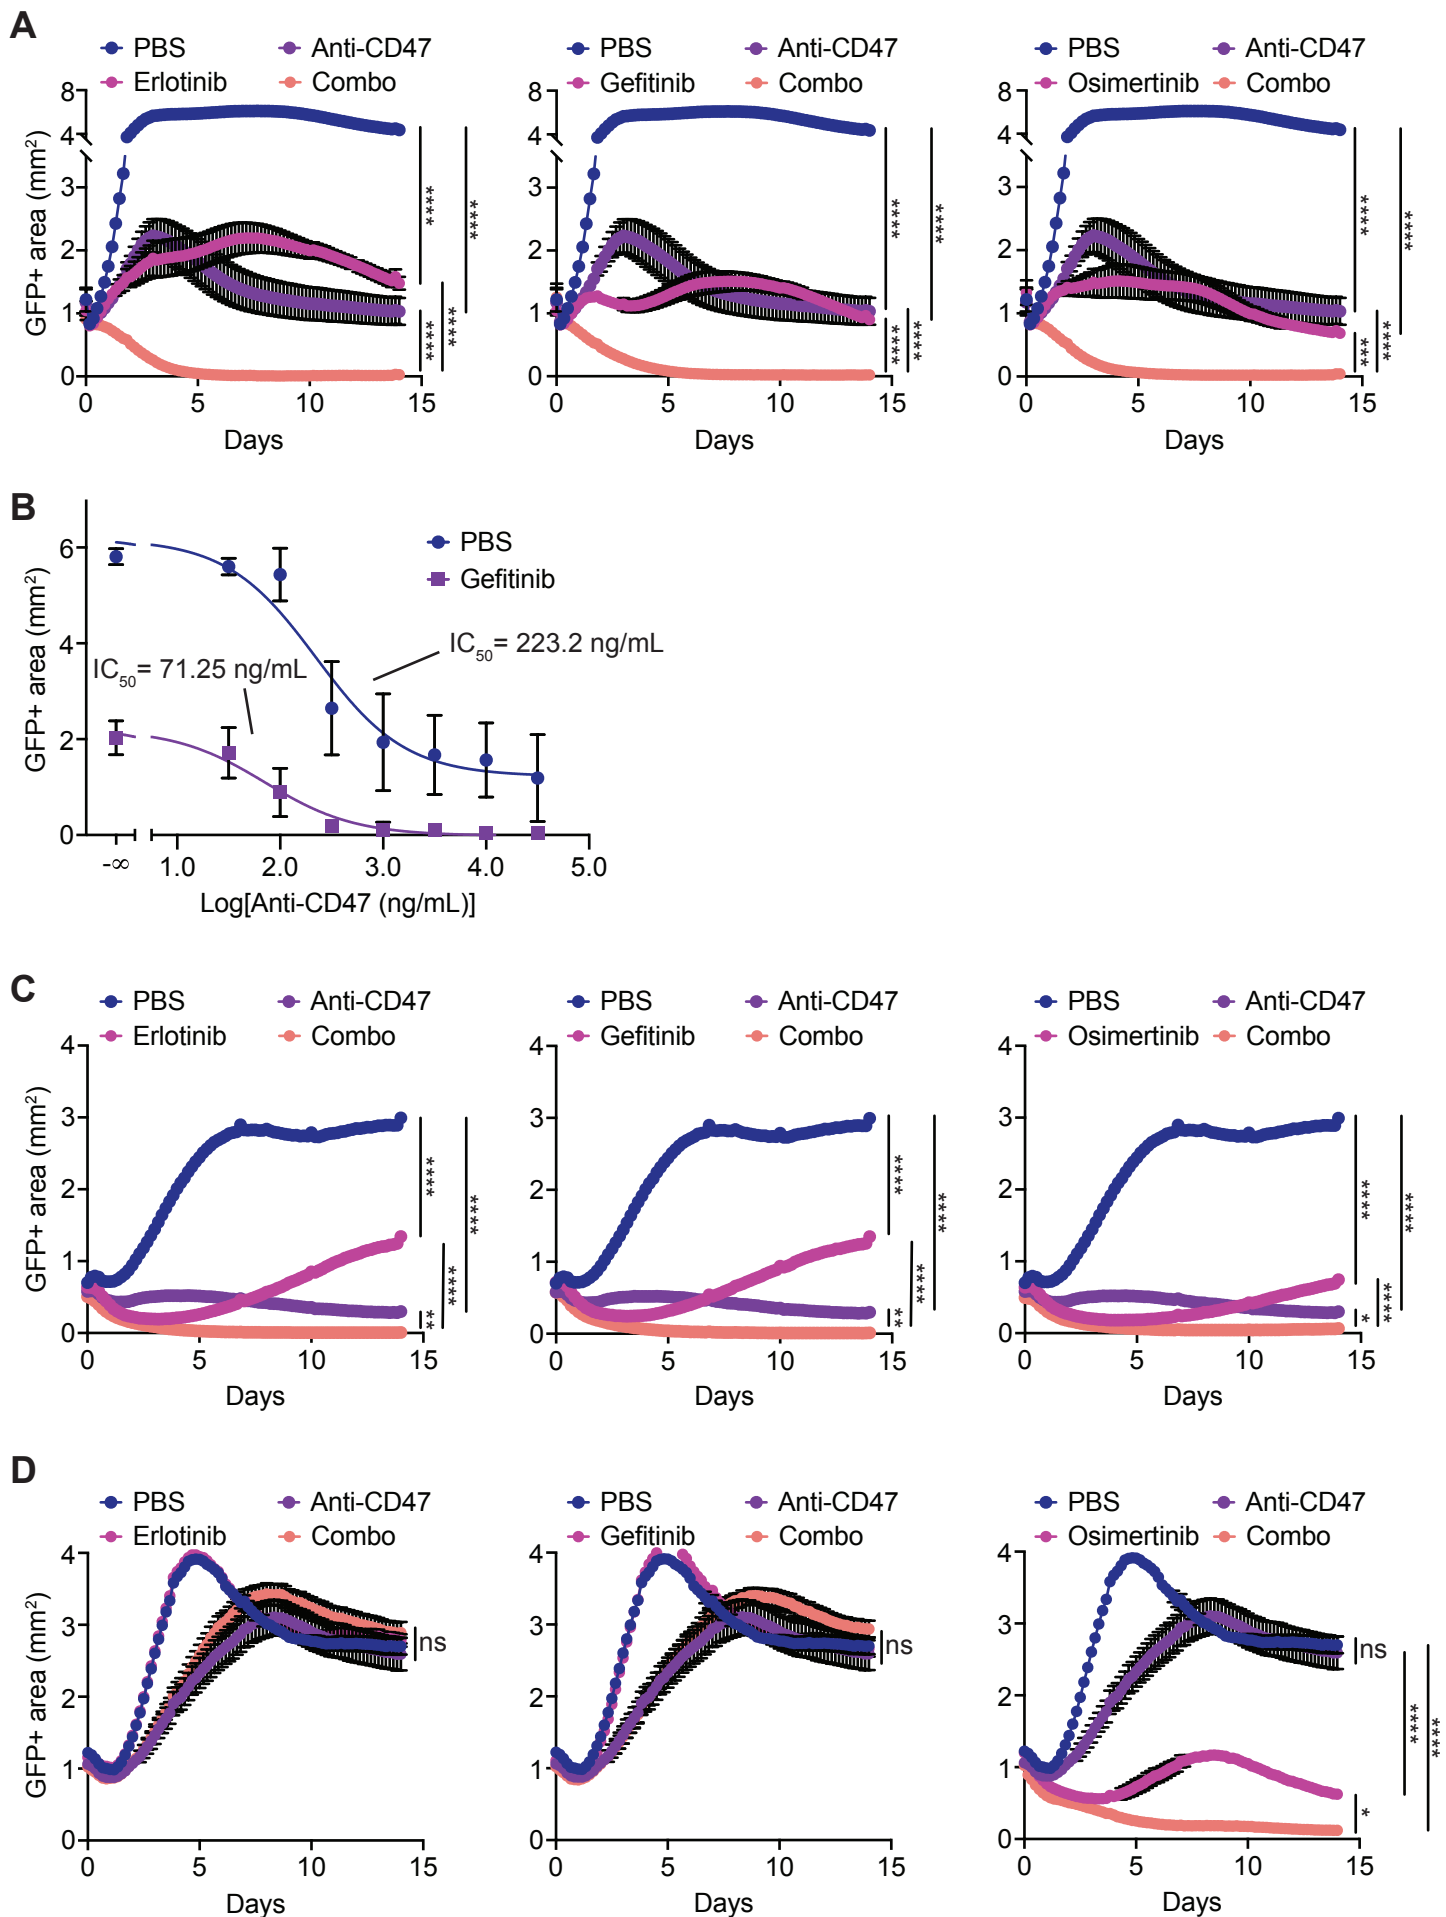 A
PBS Anti-CD47
Erlotinib Combo
PBS Anti-CD47
Gefitinib Combo
PBS Anti-CD47
Osimertinib Combo
GFP+ area (mm²)
8
4
3
2
1
0
0 5 10 15
Days
**** **** **** ****
8
4
3
2
1
0
0 5 10 15
Days
**** **** **** ****
8
4
3
2
1
0
0 5 10 15
Days
**** **** *** ****
B
PBS
Gefitinib
GFP+ area (mm²)
6
4
2
0
IC50= 223.2 ng/mL
IC50= 71.25 ng/mL
-∞ 1.0 2.0 3.0 4.0 5.0
Log[Anti-CD47 (ng/mL)]
C
PBS Anti-CD47
Erlotinib Combo
PBS Anti-CD47
Gefitinib Combo
PBS Anti-CD47
Osimertinib Combo
GFP+ area (mm²)
4
3
2
1
0
0 5 10 15
Days
**** **** **** **
4
3
2
1
0
0 5 10 15
Days
**** **** **** **
4
3
2
1
0
0 5 10 15
Days
**** **** **** *
D
PBS Anti-CD47
Erlotinib Combo
PBS Anti-CD47
Gefitinib Combo
PBS Anti-CD47
Osimertinib Combo
GFP+ area (mm²)
4
3
2
1
0
0 5 10 15
Days
ns
4
3
2
1
0
0 5 10 15
Days
ns
4
3
2
1
0
0 5 10 15
Days
ns
**** **** *